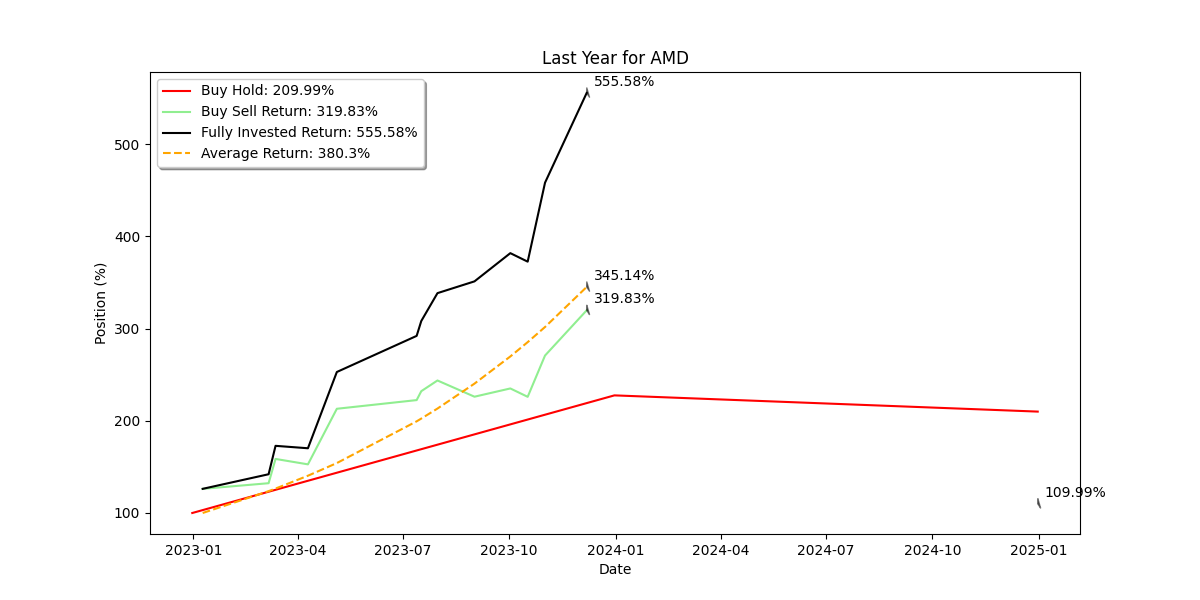 Last Year for AMD
Buy Hold: 209.99%
Buy Sell Return: 319.83%
Fully Invested Return: 555.58%
Average Return: 380.3%
555.58%
345.14%
319.83%
109.99%
Position (%)
500
400
300
200
100
2023-01 2023-04 2023-07 2023-10 2024-01 2024-04 2024-07 2024-10 2025-01
Date